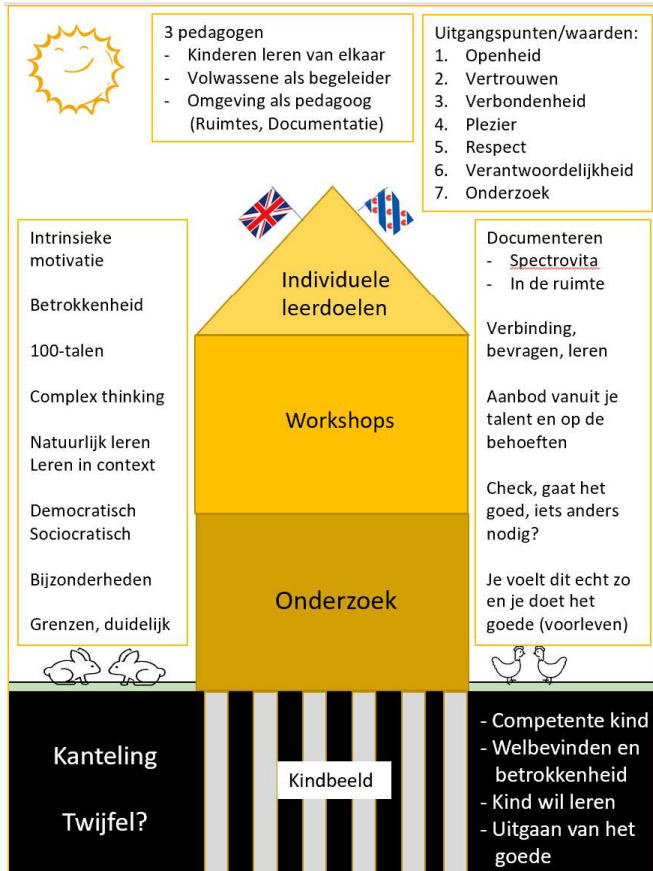 3 pedagogen
- Kinderen leren van elkaar
- Volwassene als begeleider
- Omgeving als pedagoog
(Ruimtes, Documentatie)
Uitgangspunten/waarden:
1. Openheid
2. Vertrouwen
3. Verbondenheid
4. Plezier
5. Respect
6. Verantwoordelijkheid
7. Onderzoek
Intrinsieke
motivatie
Betrokkenheid
100-talen
Complex thinking
Natuurlijk leren
Leren in context
Democratisch
Sociocratisch
Bijzonderheden
Grenzen, duidelijk
Individuele
leerdoelen
Workshops
Onderzoek
Documenteren
- Spectrovita
- In de ruimte
Verbinding,
bevragen, leren
Aanbod vanuit je
talent en op de
behoeften
Check, gaat het
goed, iets anders
nodig?
Je voelt dit echt zo
en je doet het
goede (voorleven)
Kanteling
Twijfel?
Kindbeeld
- Competente kind
- Welbevinden en
betrokkenheid
- Kind wil leren
- Uitgaan van het
goede